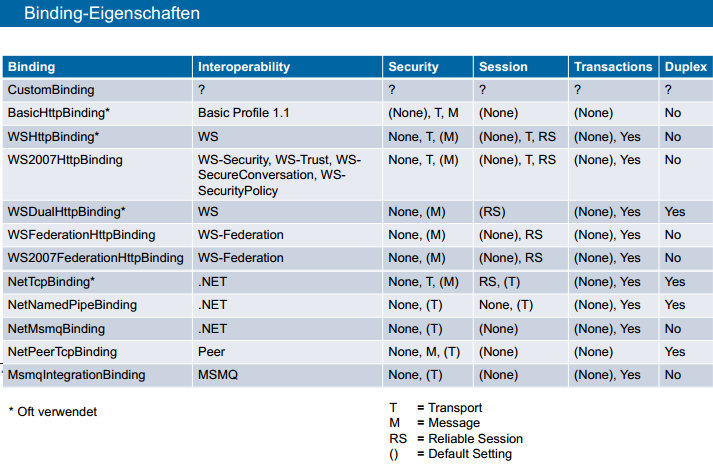 Binding-Eigenschaften
Binding Interoperability Security Session Transactions Duplex
CustomBinding ? ? ? ? ?
BasicHttpBinding* Basic Profile 1.1 (None), T, M (None) (None) No
WSHttpBinding* WS None, T, (M) (None), T, RS (None), Yes No
WS2007HttpBinding WS-Security, WS-Trust, WS- None, T, (M) (None), T, RS (None), Yes No
SecureConversation, WS-
SecurityPolicy
WSDualHttpBinding* WS None, (M) (RS) (None), Yes Yes
WSFederationHttpBinding WS-Federation None, (M) (None), RS (None), Yes No
WS2007FederationHttpBinding WS-Federation None, (M) (None), RS (None), Yes No
NetTcpBinding* .NET None, T, (M) RS, (T) (None), Yes Yes
NetNamedPipeBinding .NET None, (T) None, (T) (None), Yes Yes
NetMsmqBinding .NET None, (T) (None) (None), Yes No
NetPeerTcpBinding Peer None, M, (T) (None) (None) Yes
MsmqIntegrationBinding MSMQ None, (T) (None) (None), Yes No
* Oft verwendet
T = Transport
M = Message
RS = Reliable Session
() = Default Setting